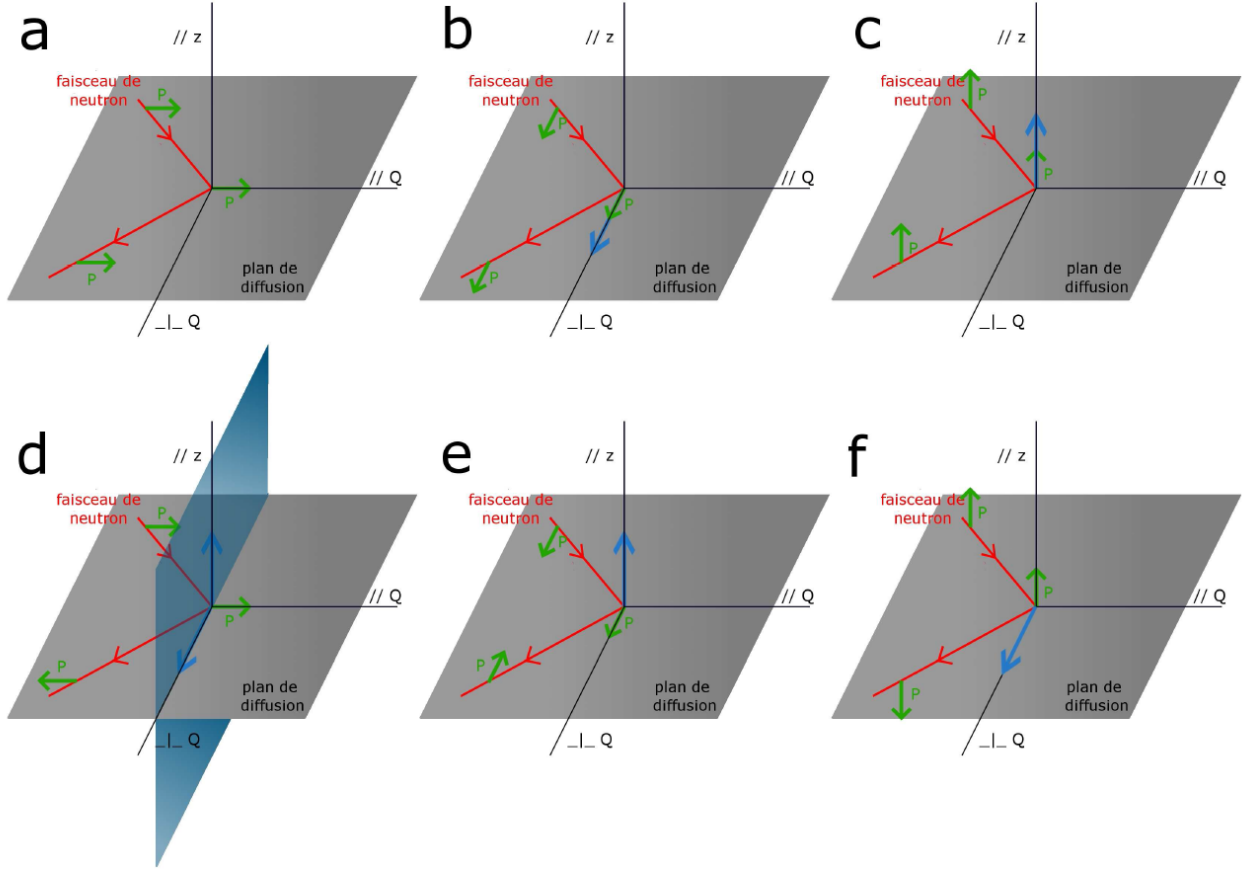 a
// z
faisceau de
neutron
P
// Q
P
P
plan de
diffusion
_|_ Q
b
// z
faisceau de
neutron
P
// Q
P
P
plan de
diffusion
_|_ Q
c
// z
faisceau de
neutron
P
// Q
P
P
plan de
diffusion
_|_ Q
d
// z
faisceau de
neutron
P
// Q
P
P
plan de
diffusion
_|_ Q
e
// z
faisceau de
neutron
P
// Q
P
P
plan de
diffusion
_|_ Q
f
// z
faisceau de
neutron
P
// Q
P
P
plan de
diffusion
_|_ Q